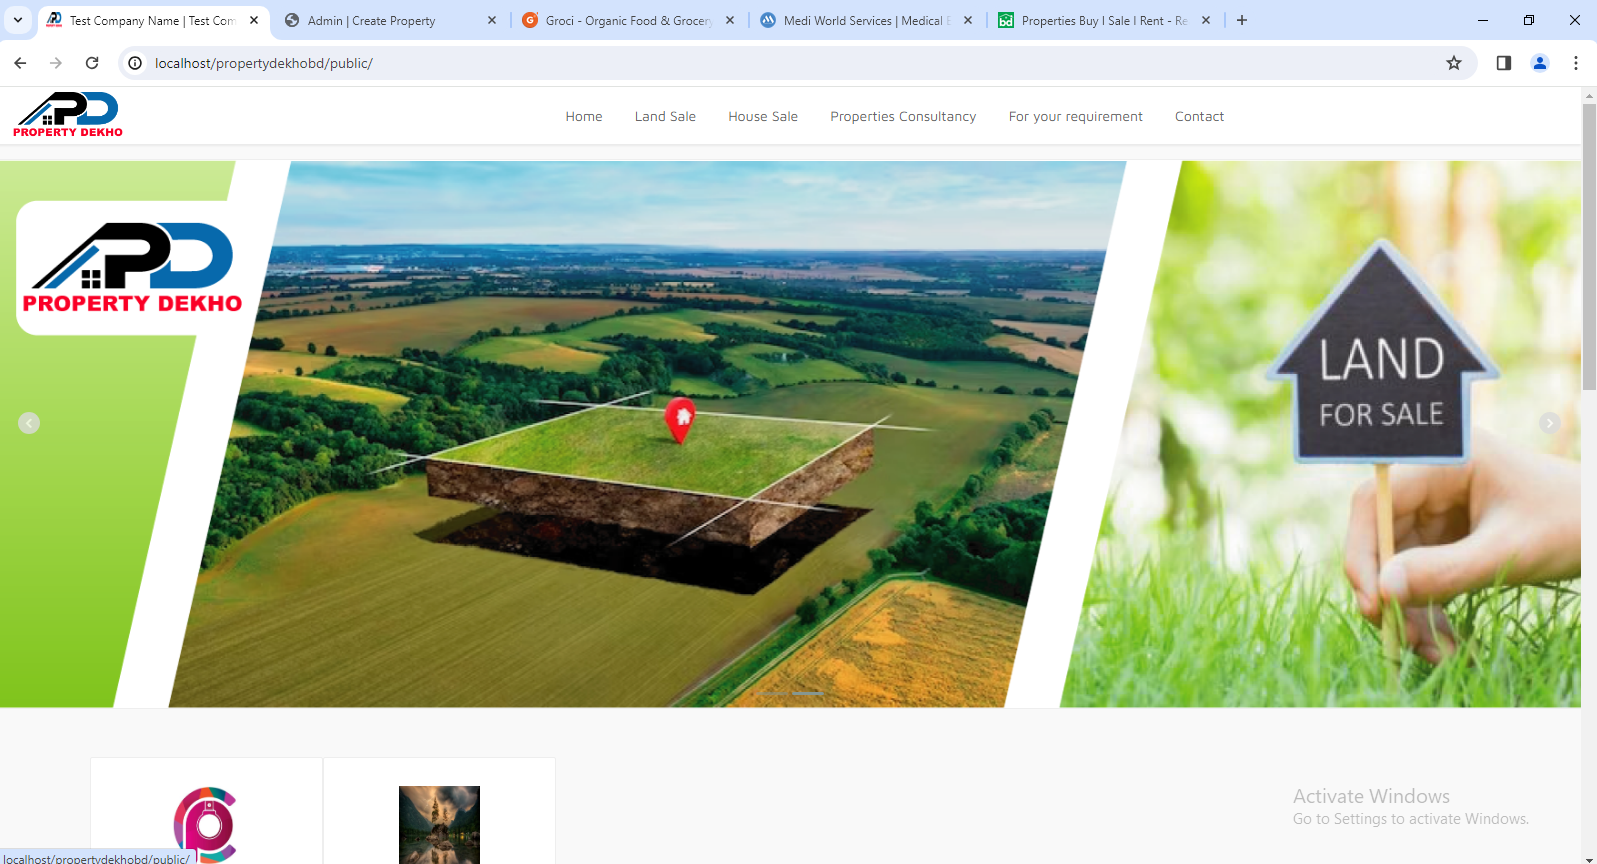 Test Company Name | Test Com
Admin | Create Property
Groci - Organic Food & Grocery
Medi World Services | Medical E
Properties Buy l Sale l Rent - Re
localhost/propertydekhobd/public/
PD
PROPERTY DEKHO
Home
Land Sale
House Sale
Properties Consultancy
For your requirement
Contact
PD
PROPERTY DEKHO
LAND
FOR SALE
Activate Windows
Go to Settings to activate Windows.
localhost/propertydekhobd/public/